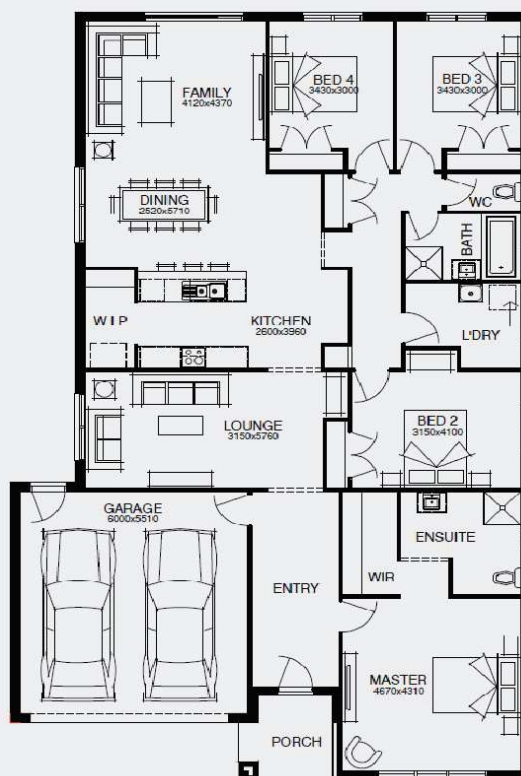 FAMILY
4120x4370
BED 4
3430x3000
BED 3
3430x3000
DINING
2520x5710
WC
BATH
W.I.P
KITCHEN
2600x3960
L'DRY
LOUNGE
3150x5760
BED 2
3150x4100
GARAGE
6000x5510
ENSUITE
WIR
ENTRY
MASTER
4670x4310
PORCH